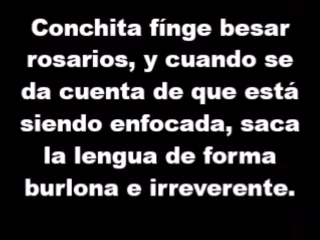 Conchita fínge besar
rosarios, y cuando se
da cuenta de que está
siendo enfocada, saca
la lengua de forma
burlona e irreverente.